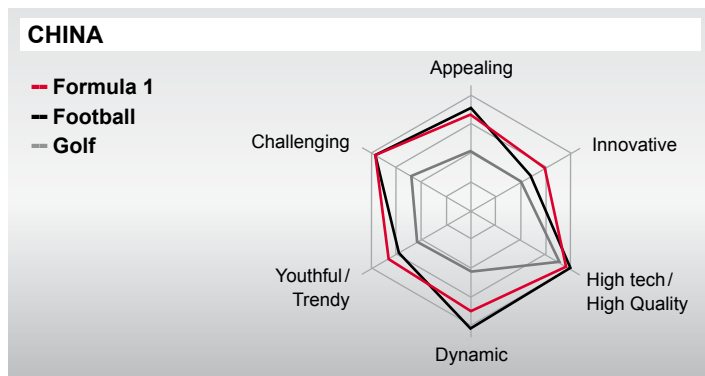 CHINA
Formula 1
Football
Golf
Appealing
Innovative
High tech/
High Quality
Dynamic
Youthful/
Trendy
Challenging